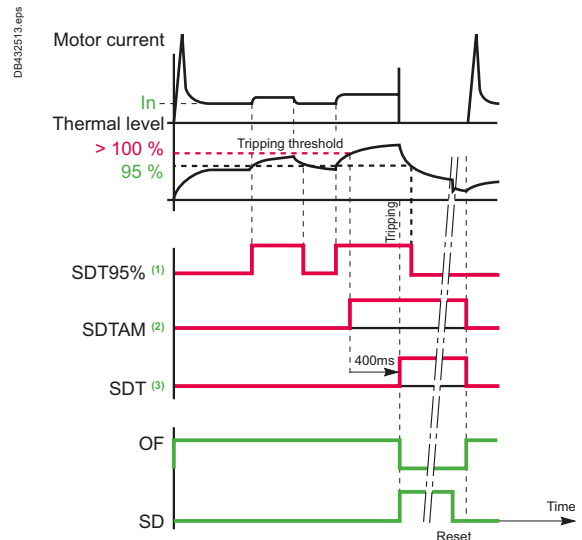 DB432513.eps
Motor current
In
Thermal level
> 100 %
Tripping threshold
95 %
Tripping
SDT95% (1)
SDTAM (2)
400ms
SDT (3)
OF
SD
Time
Reset